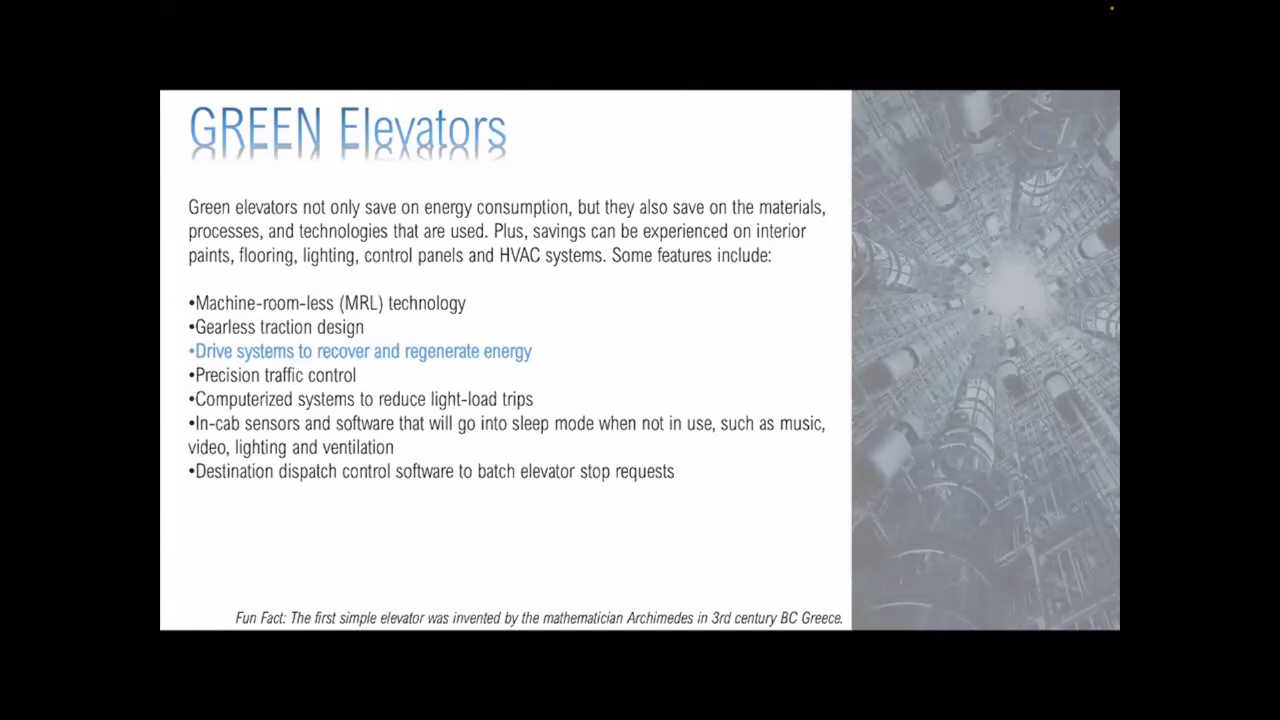 GREEN Elevators
Green elevators not only save on energy consumption, but they also save on the materials,
processes, and technologies that are used. Plus, savings can be experienced on interior
paints, flooring, lighting, control panels and HVAC systems. Some features include:
•Machine-room-less (MRL) technology
•Gearless traction design
•Drive systems to recover and regenerate energy
•Precision traffic control
•Computerized systems to reduce light-load trips
•In-cab sensors and software that will go into sleep mode when not in use, such as music,
video, lighting and ventilation
•Destination dispatch control software to batch elevator stop requests
Fun Fact: The first simple elevator was invented by the mathematician Archimedes in 3rd century BC Greece.